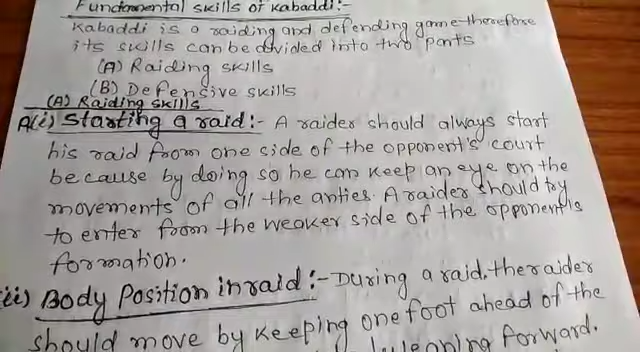 Fundamental skills of Kabaddi:-
Kabaddi is a raiding and defending game therefore
its skills can be divided into two parts
(A) Raiding skills
(B) Defensive skills
(A) Raiding skills
A(i) Starting a raid:- A raider should always start
his raid from one side of the opponent's court
because by doing so he can keep an eye on the
movements of all the anties. A raider should try
to enter from the weaker side of the opponent's
formation.
ii) Body Position in raid:- During a raid, the raider
should move by keeping one foot ahead of the
leaning forward.